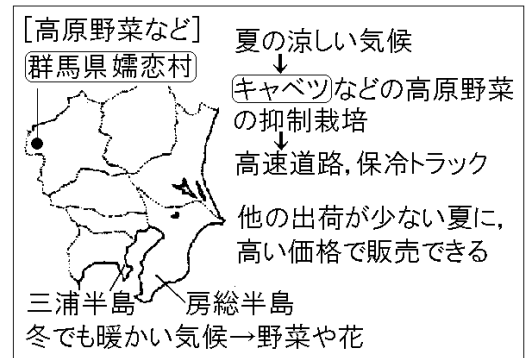 [高原野菜など]
群馬県嬬恋村
夏の涼しい気候
↓
キャベツなどの高原野菜
の抑制栽培
↓
高速道路,保冷トラック
他の出荷が少ない夏に,
高い価格で販売できる
三浦半島
房総半島
冬でも暖かい気候→野菜や花